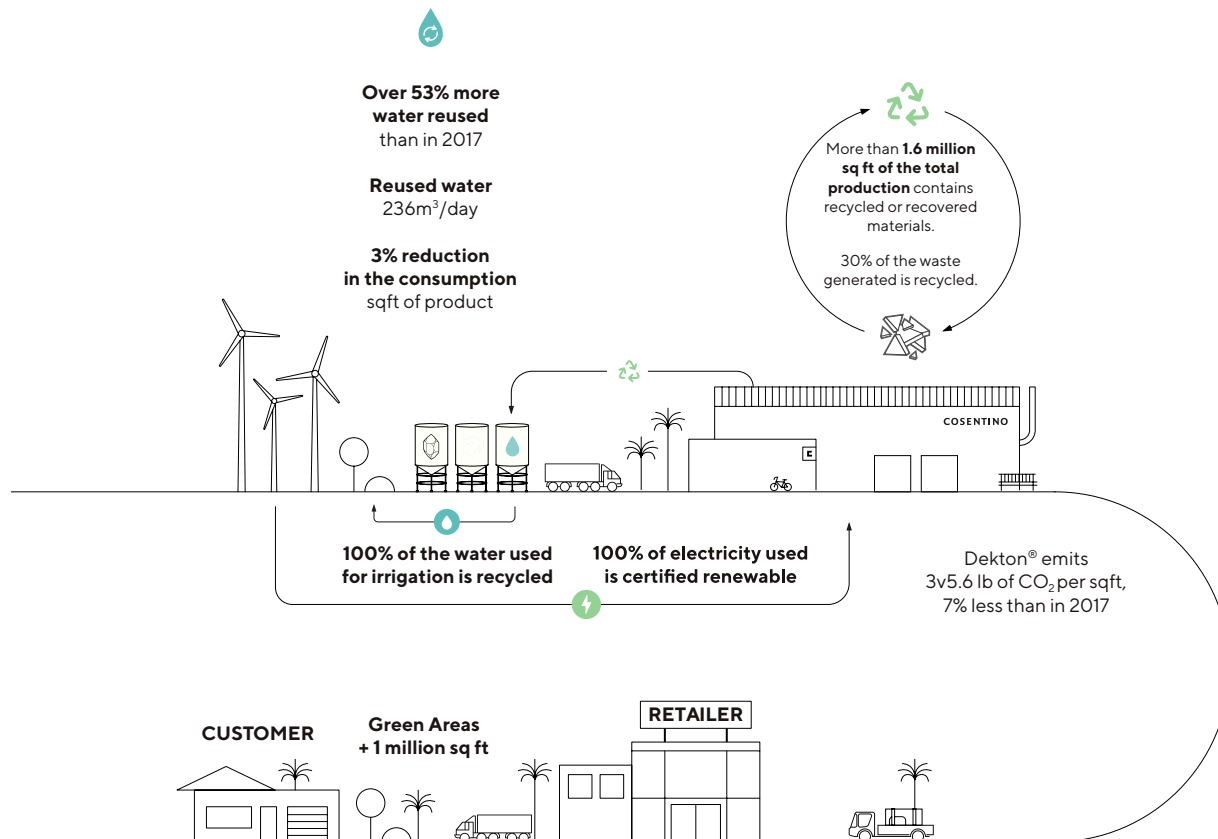 Over 53% more
water reused
than in 2017
Reused water
236m³/day
3% reduction
in the consumption
sqft of product
More than 1.6 million
sq ft of the total
production contains
recycled or recovered
materials.
30% of the waste
generated is recycled.
COSENTINO
100% of the water used
for irrigation is recycled
100% of electricity used
is certified renewable
Dekton® emits
3v5.6 lb of CO₂ per sqft,
7% less than in 2017
CUSTOMER
Green Areas
+ 1 million sq ft
RETAILER